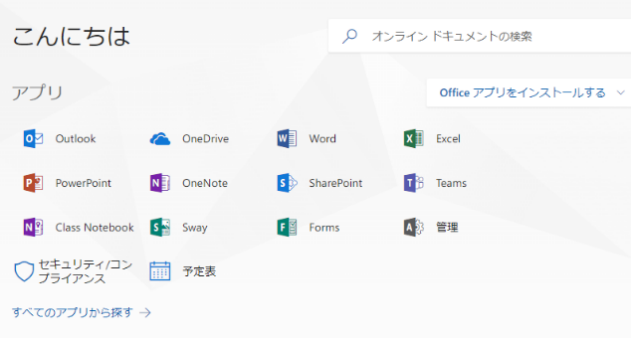 こんにちは
オンライン ドキュメントの検索
アプリ
Office アプリをインストールする
Outlook
OneDrive
Word
Excel
PowerPoint
OneNote
SharePoint
Teams
Class Notebook
Sway
Forms
管理
セキュリティ/コン
プライアンス
予定表
すべてのアプリから探す →